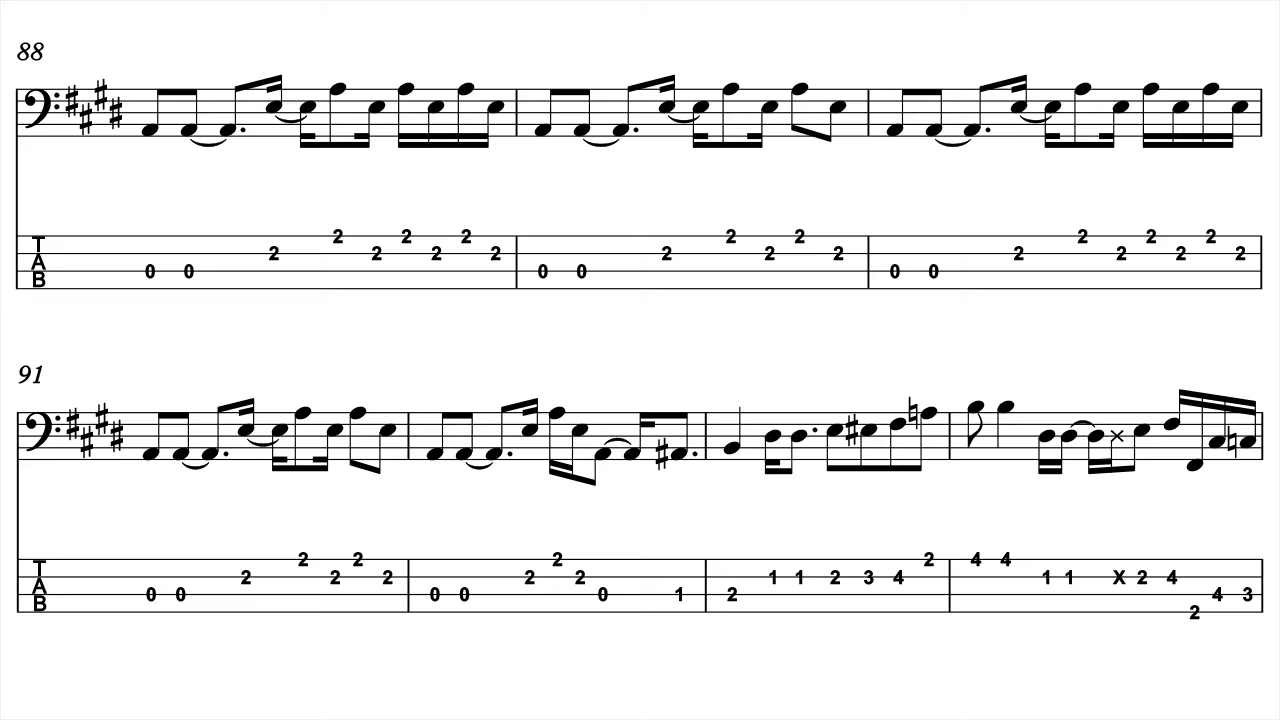 88
2 2 2 2 2 2 2 2 2 2 2 2 2 2 2 2 2 2 2 2
T
A 0 0 0 0 0 0
B
91
2 2 2 2 4 4
T 2 2 2 2 2 1 1 2 3 4 1 1 X 2 4
A 0 0 0 0 0 1 2 4 3
B 2